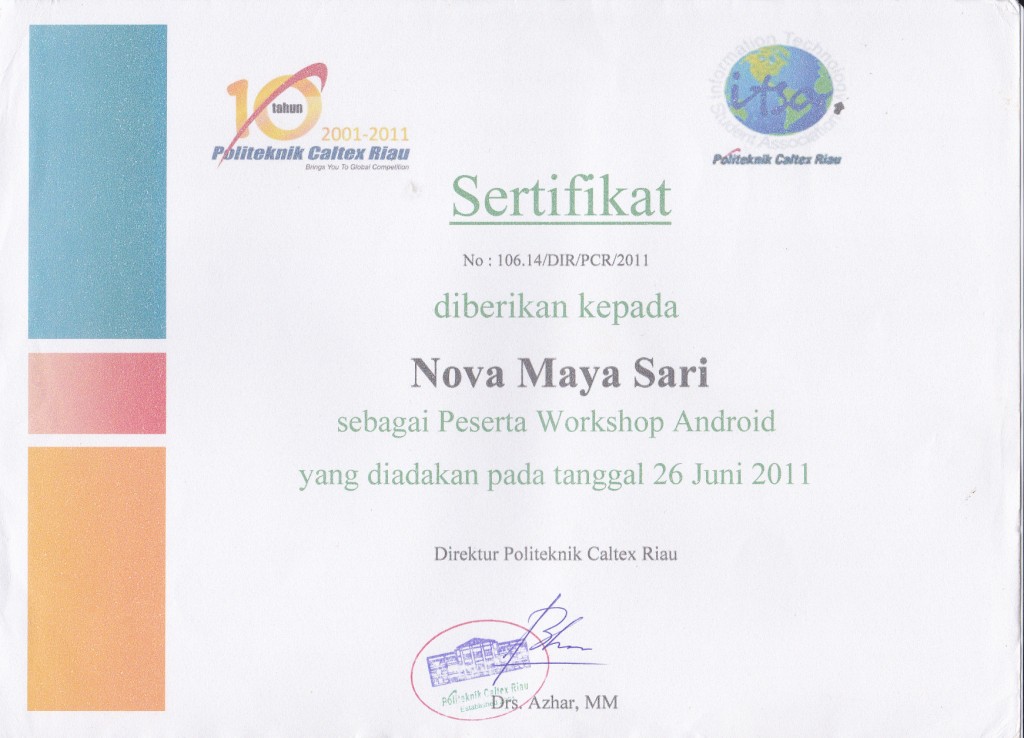 10
tahun
2001-2011
Politeknik Caltex Riau
Brings You To Global Competition
Information Technology
itsa
Student Association
Politeknik Caltex Riau
Sertifikat
No : 106.14/DIR/PCR/2011
diberikan kepada
Nova Maya Sari
sebagai Peserta Workshop Android
yang diadakan pada tanggal 26 Juni 2011
Direktur Politeknik Caltex Riau
Politeknik Caltex Riau
Drs. Azhar, MM